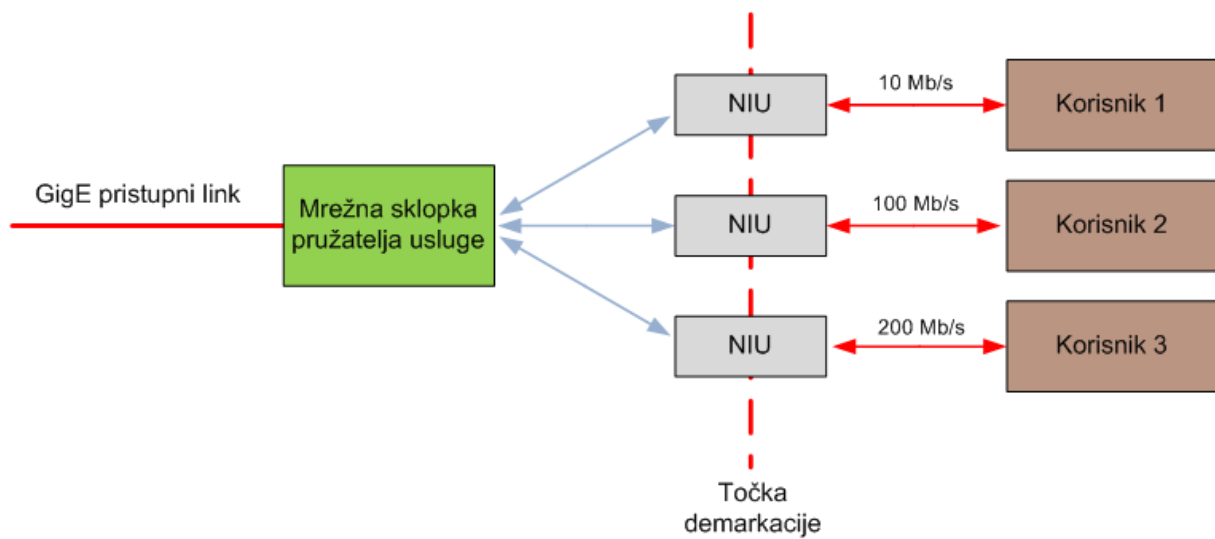 GigE pristupni link
Mrežna sklopka
pružatelja usluge
NIU
10 Mb/s
Korisnik 1
NIU
100 Mb/s
Korisnik 2
NIU
200 Mb/s
Korisnik 3
Točka
demarkacije